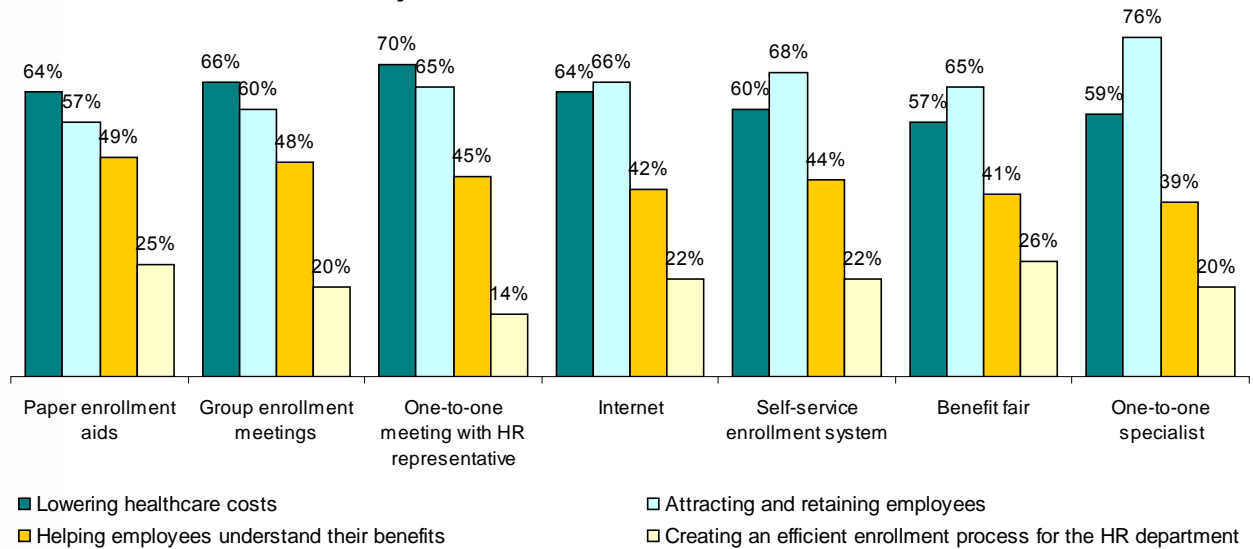 64%
57%
49%
25%
66%
60%
48%
20%
70%
65%
45%
14%
64%
66%
42%
22%
60%
68%
44%
22%
57%
65%
41%
26%
59%
76%
39%
20%
Paper enrollment
aids
Group enrollment
meetings
One-to-one
meeting with HR
representative
Internet
Self-service
enrollment system
Benefit fair
One-to-one
specialist
Lowering healthcare costs
Attracting and retaining employees
Helping employees understand their benefits
Creating an efficient enrollment process for the HR department